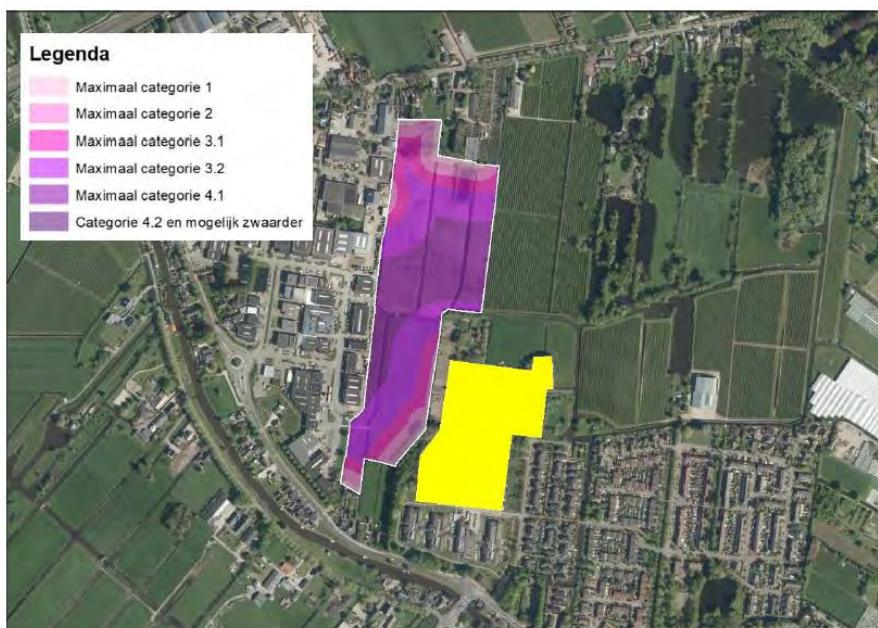 Legenda
Maximaal categorie 1
Maximaal categorie 2
Maximaal categorie 3.1
Maximaal categorie 3.2
Maximaal categorie 4.1
Categorie 4.2 en mogelijk zwaarder